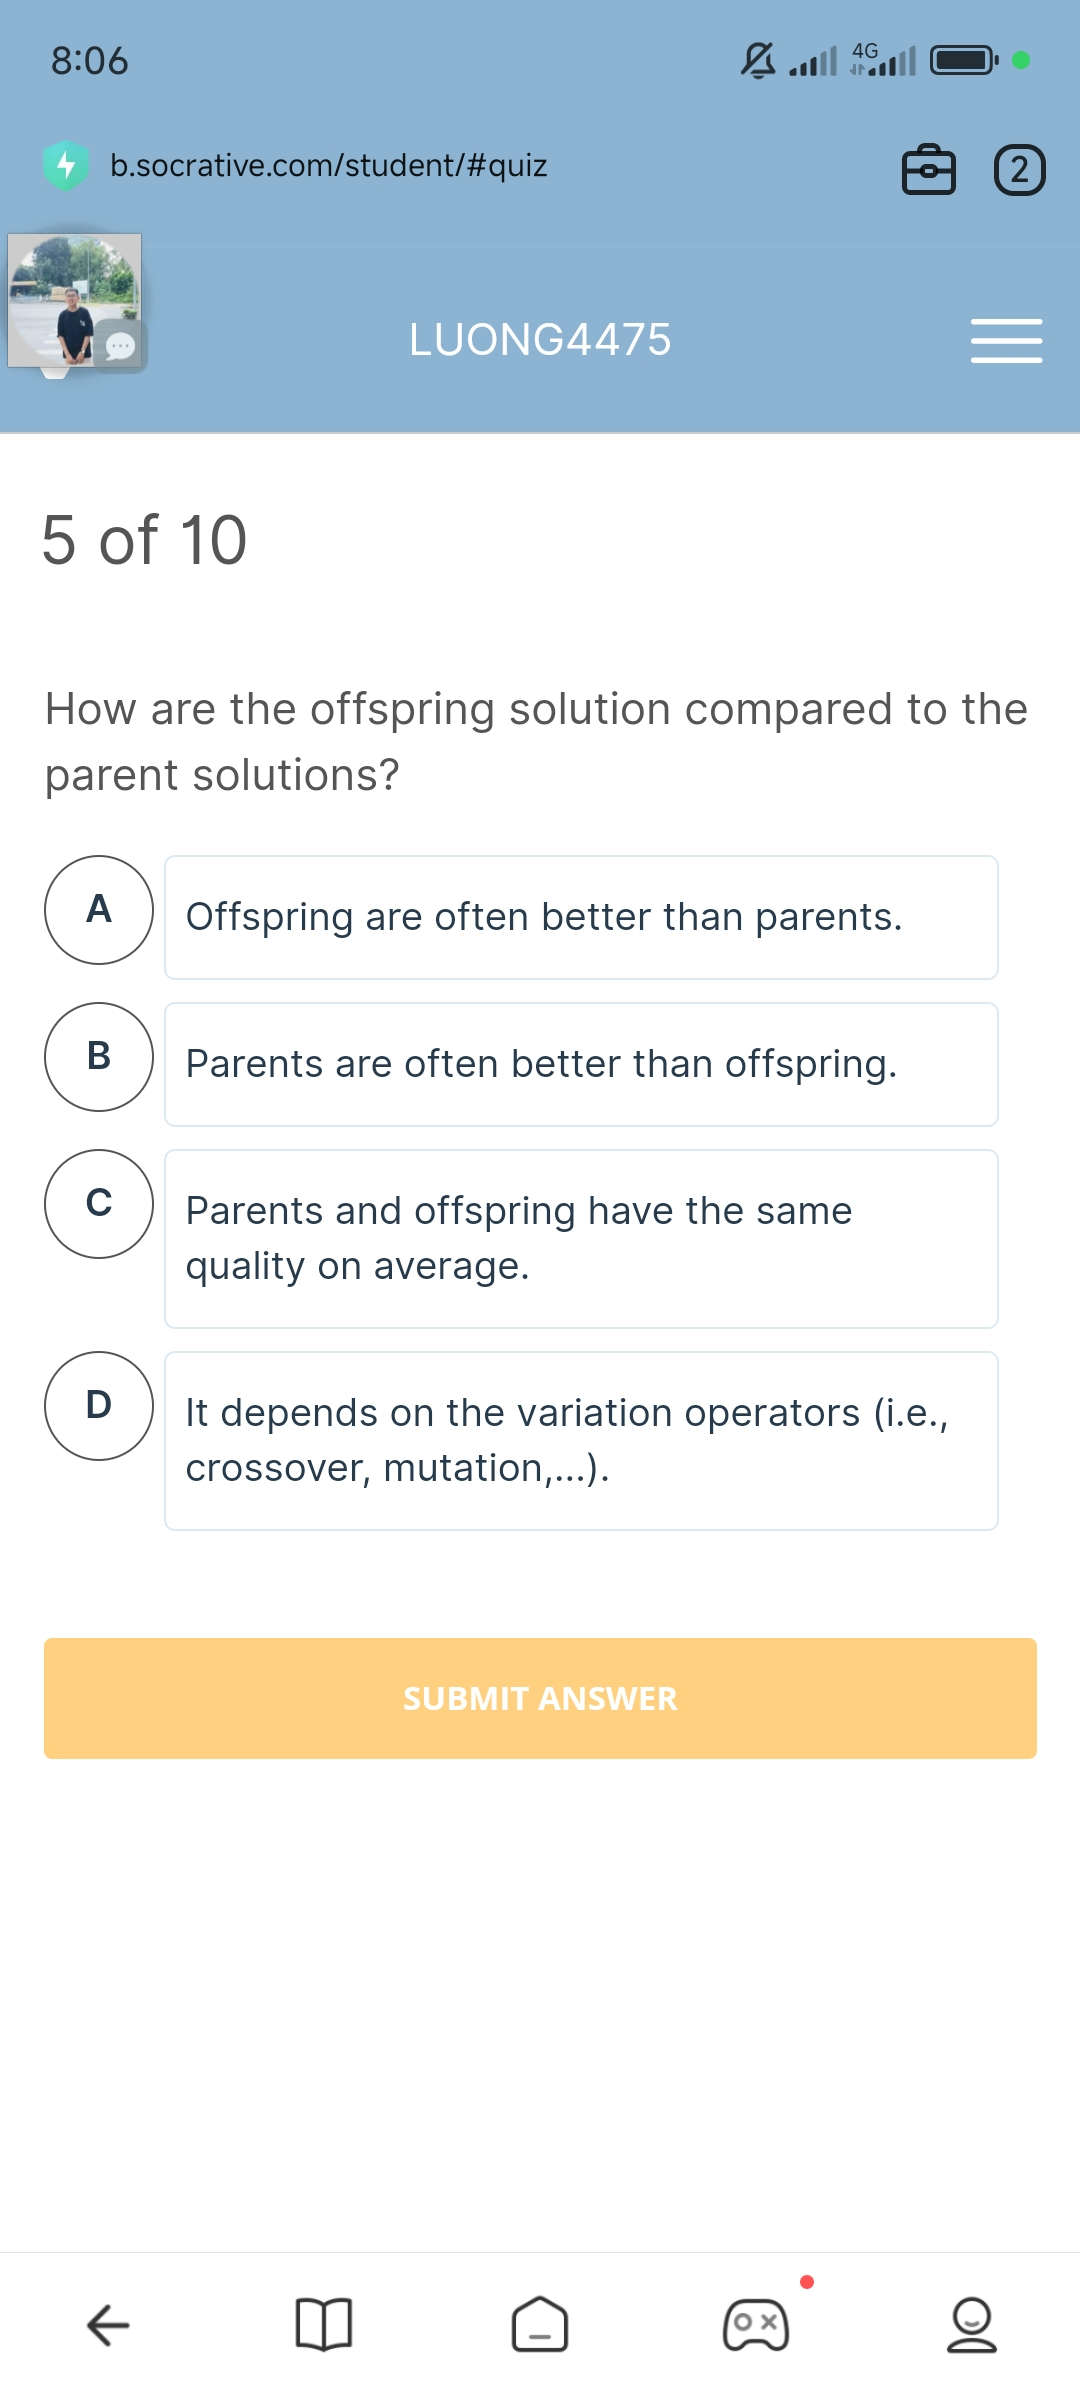 8:06
4G
b.socrative.com/student/#quiz
2
LUONG4475
5 of 10
How are the offspring solution compared to the
parent solutions?
A
Offspring are often better than parents.
B
Parents are often better than offspring.
C
Parents and offspring have the same
quality on average.
D
It depends on the variation operators (i.e.,
crossover, mutation,...).
SUBMIT ANSWER